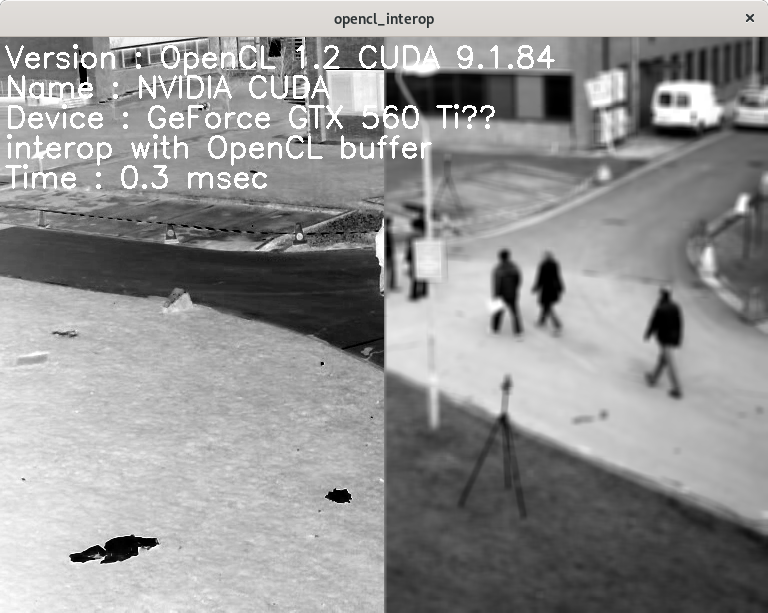 opencl_interop
Version : OpenCL 1.2 CUDA 9.1.84
Name : NVIDIA CUDA
Device : GeForce GTX 560 Ti??
interop with OpenCL buffer
Time : 0.3 msec